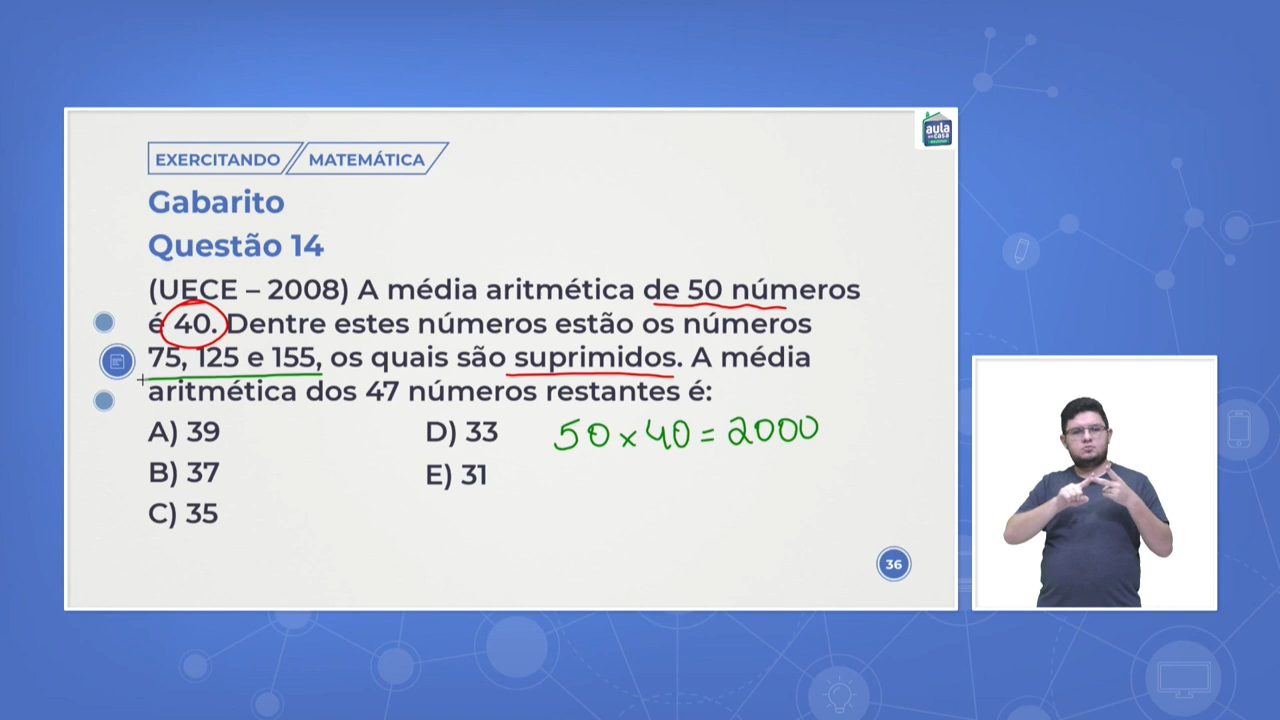 aula
EXERCITANDO MATEMÁTICA
Gabarito
Questão 14
(UECE – 2008) A média aritmética de 50 números
é 40. Dentre estes números estão os números
75, 125 e 155, os quais são suprimidos. A média
aritmética dos 47 números restantes é:
A) 39
B) 37
C) 35
D) 33
E) 31
50 x 40 = 2000
36